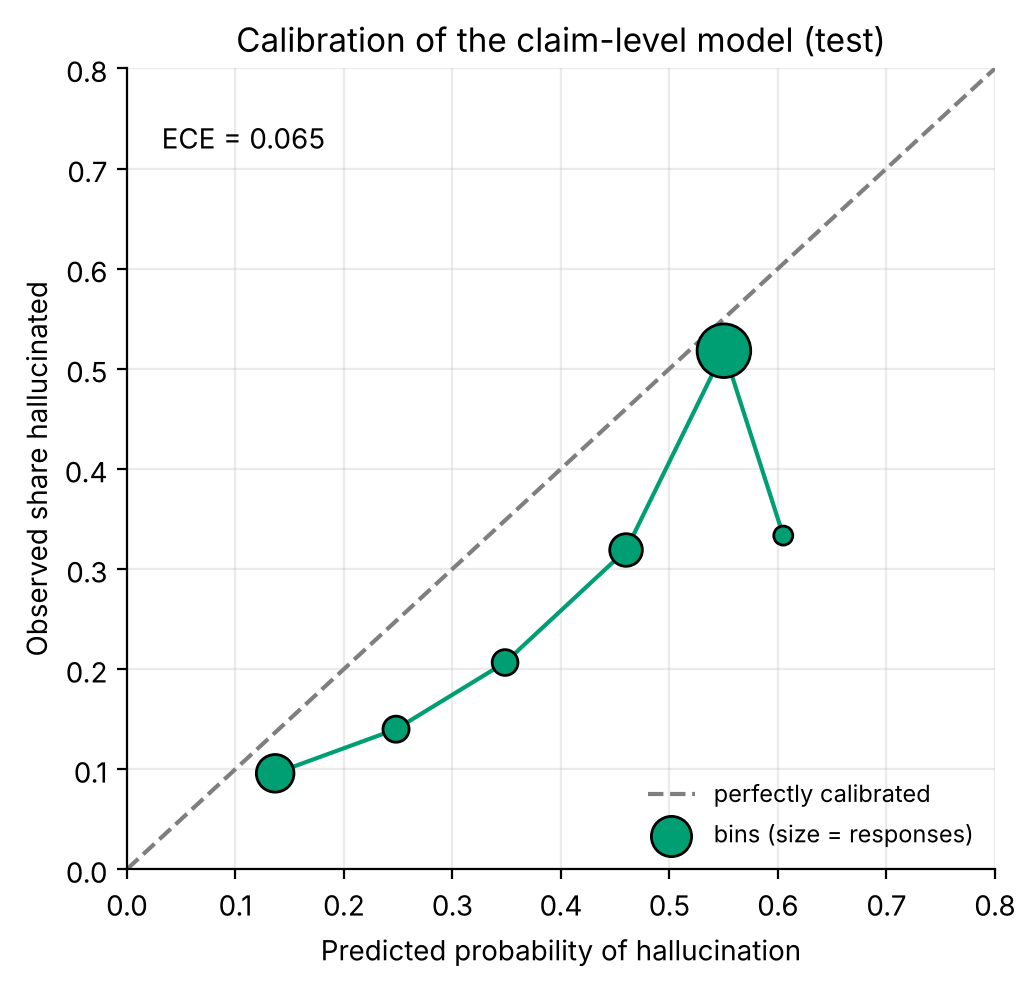 Calibration of the claim-level model (test)
0.8
0.7
0.6
0.5
0.4
0.3
0.2
0.1
0.0
Observed share hallucinated
ECE = 0.065
perfectly calibrated
bins (size = responses)
0.0 0.1 0.2 0.3 0.4 0.5 0.6 0.7 0.8
Predicted probability of hallucination